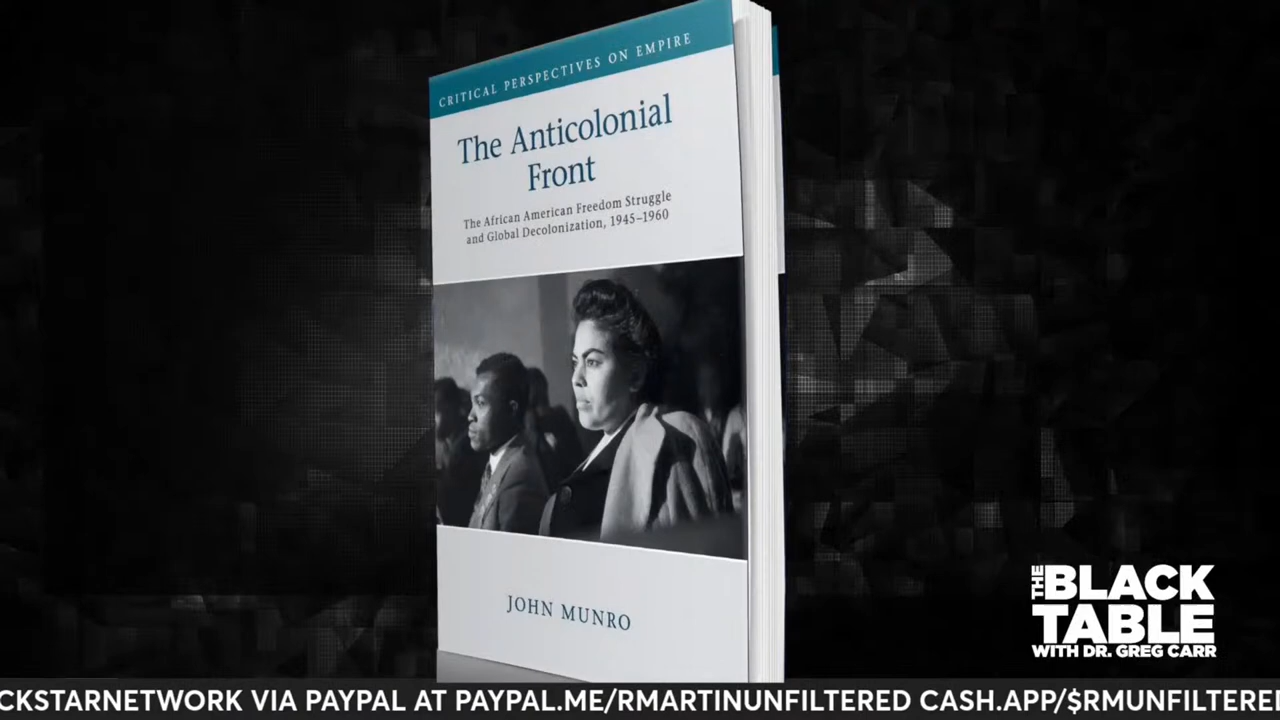 CRITICAL PERSPECTIVES ON EMPIRE
The Anticolonial
Front
The African American Freedom Struggle
and Global Decolonization, 1945–1960
JOHN MUNRO
THE BLACK
TABLE
WITH DR. GREG CARR
CKSTARNETWORK VIA PAYPAL AT PAYPAL.ME/RMARTINUNFILTERED CASH.APP/$RMUNFILTERE